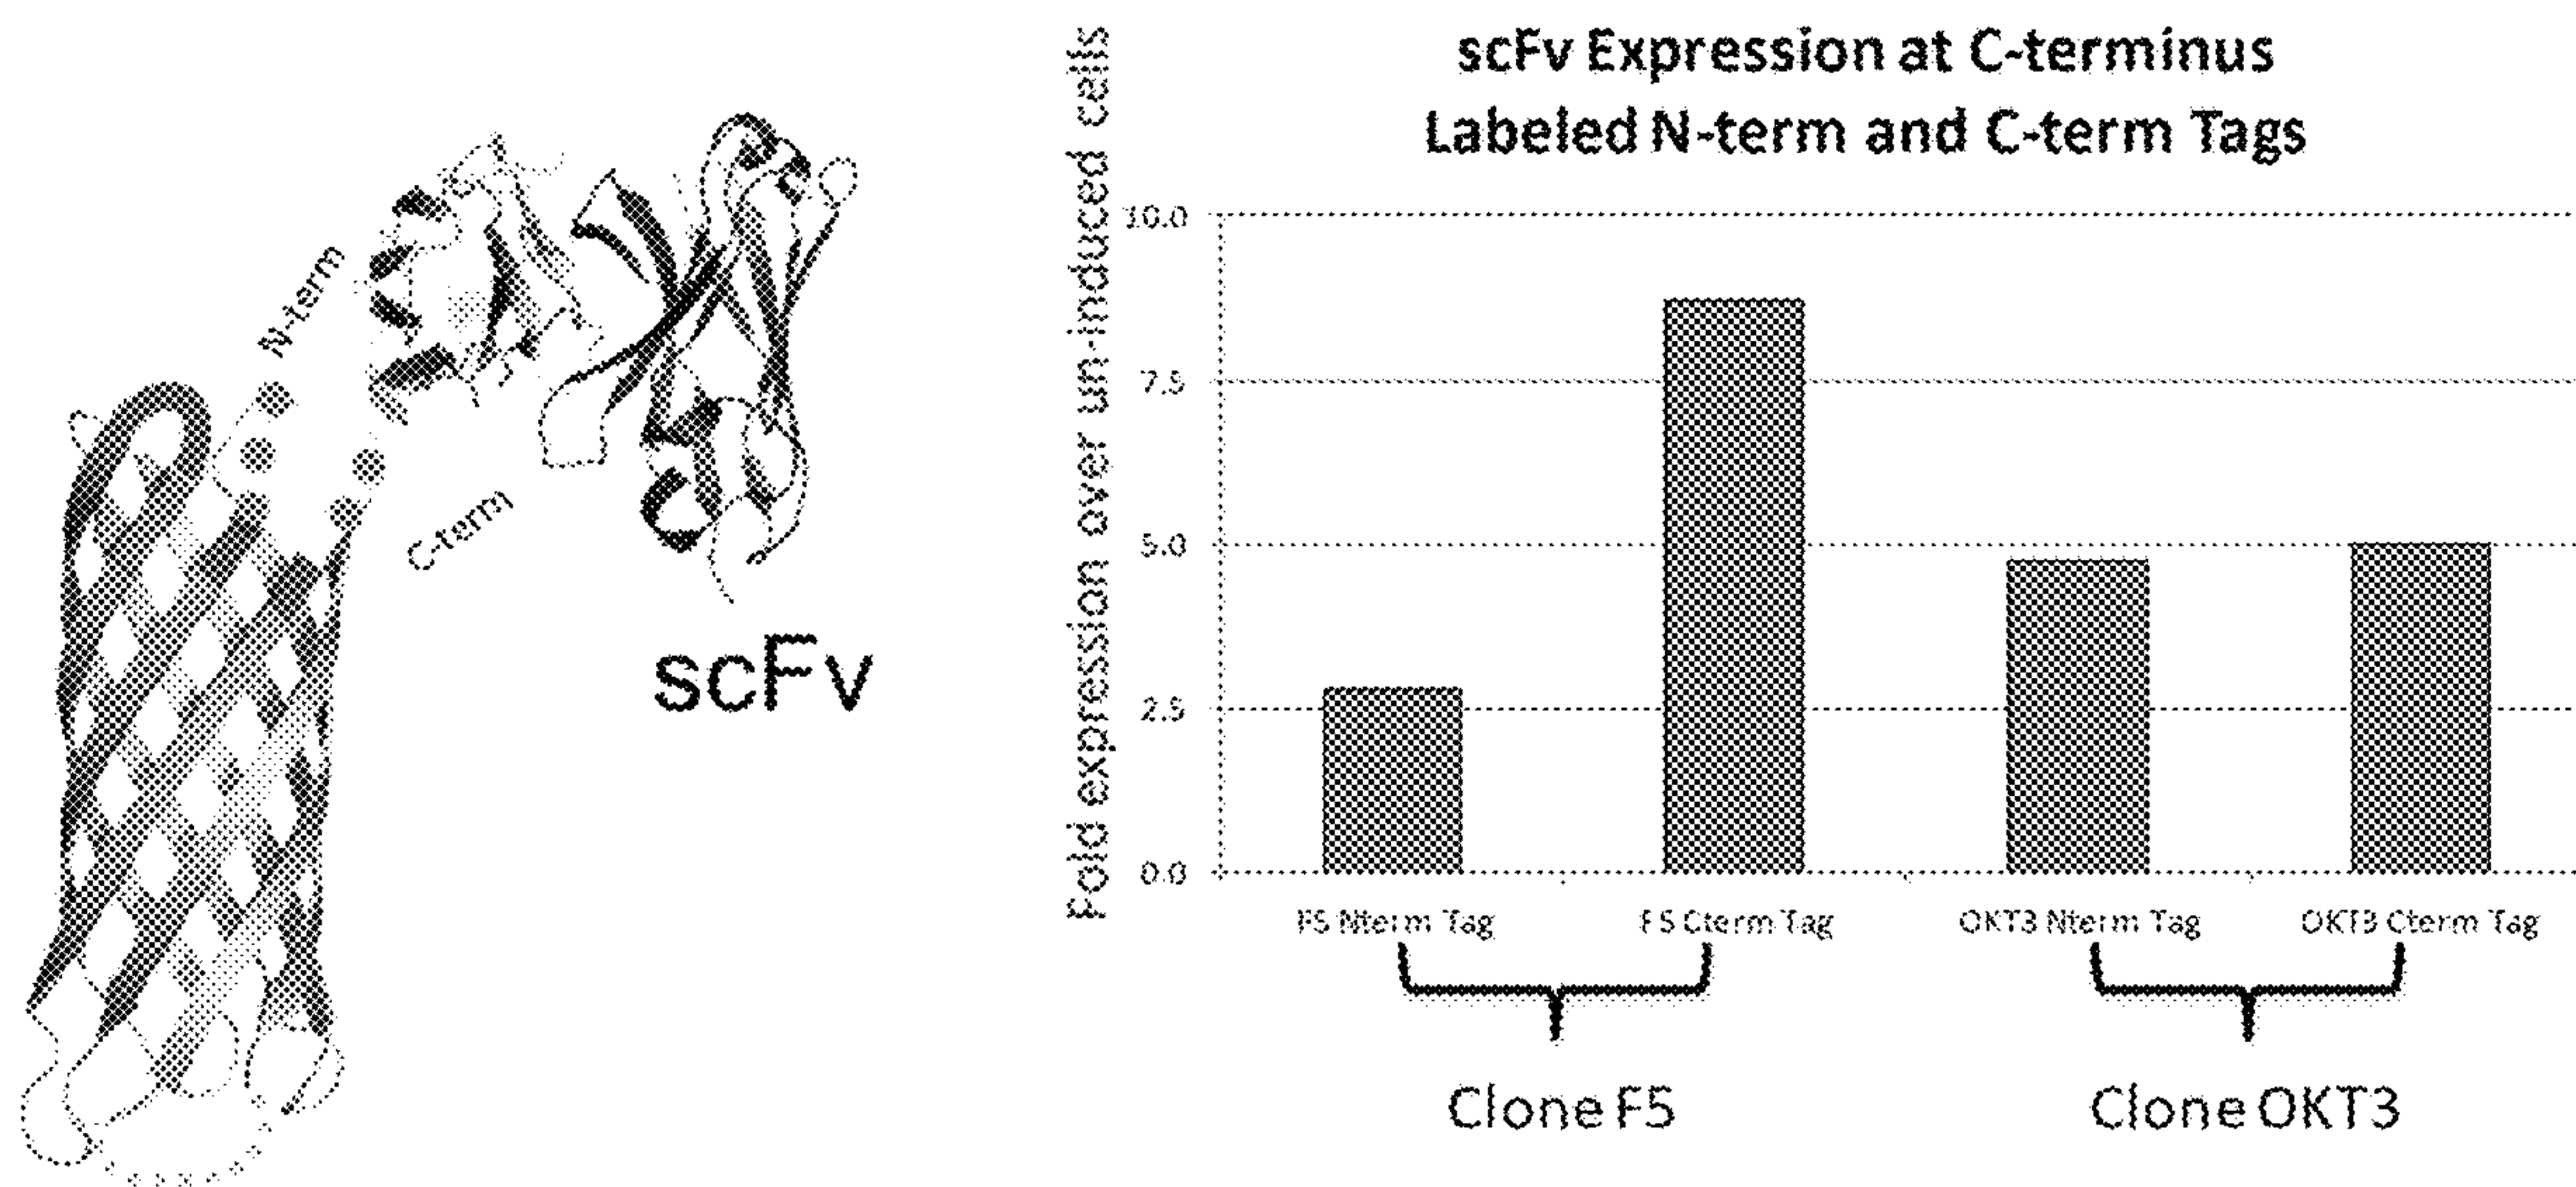 N-term
C-term
scFv
scFv Expression at C-terminus
Labeled N-term and C-term Tags
Fold expression over un-induced cells
10.0
7.5
5.0
2.5
0.0
F5 Nterm Tag
F5 Cterm Tag
OKT3 Nterm Tag
OKT3 Cterm Tag
Clone F5
Clone OKT3